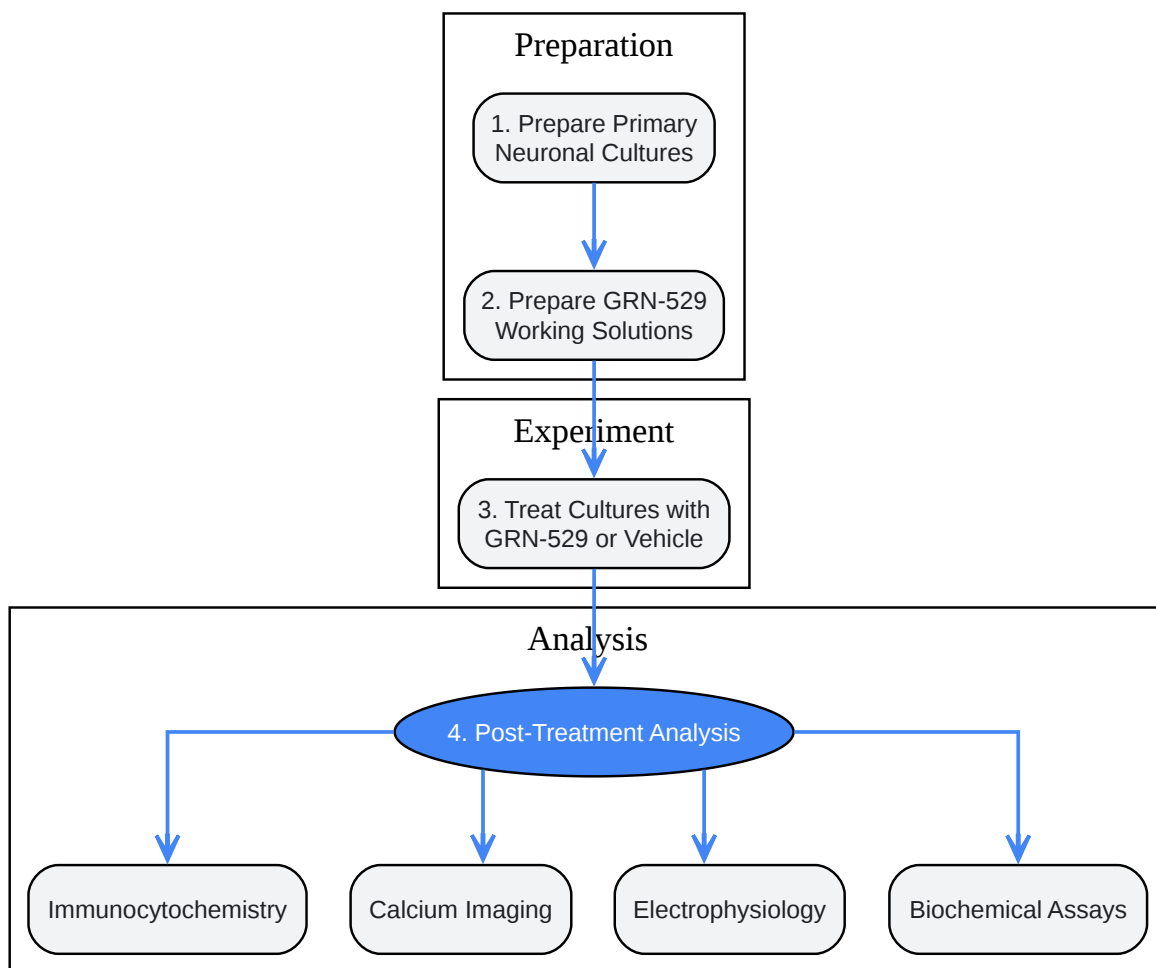 Preparation
1. Prepare Primary
Neuronal Cultures
2. Prepare GRN-529
Working Solutions
Experiment
3. Treat Cultures with
GRN-529 or Vehicle
Analysis
4. Post-Treatment Analysis
Immunocytochemistry
Calcium Imaging
Electrophysiology
Biochemical Assays